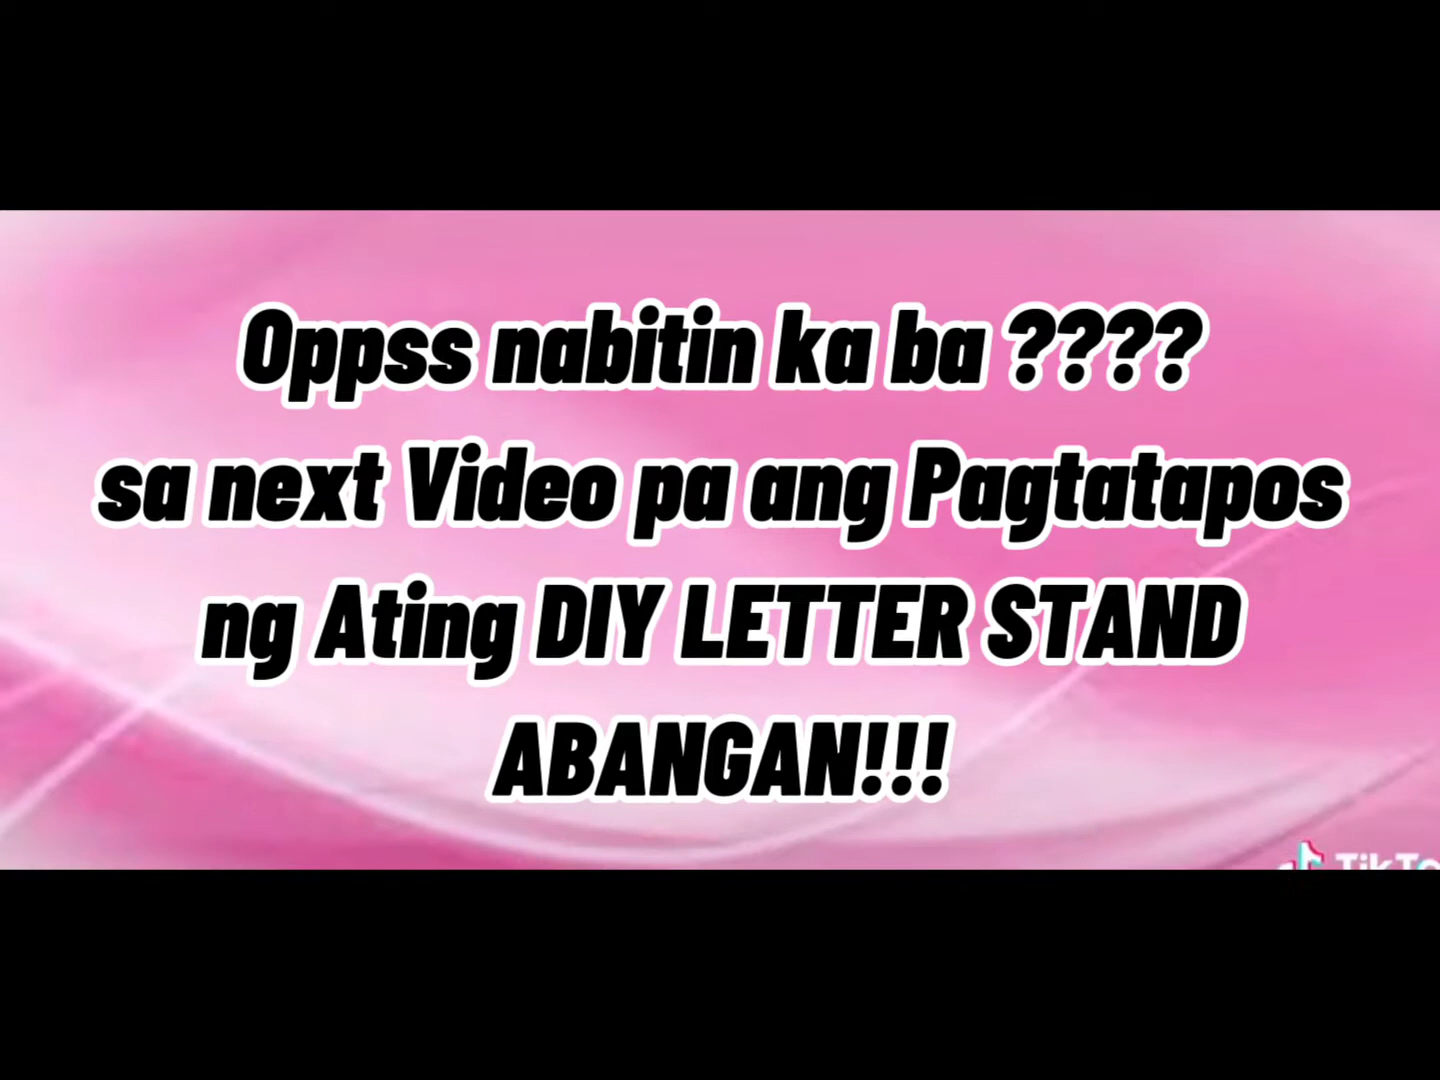 Oppss nabitin ka ba ????
sa next Video pa ang Pagtatapos
ng Ating DIY LETTER STAND
ABANGAN!!!